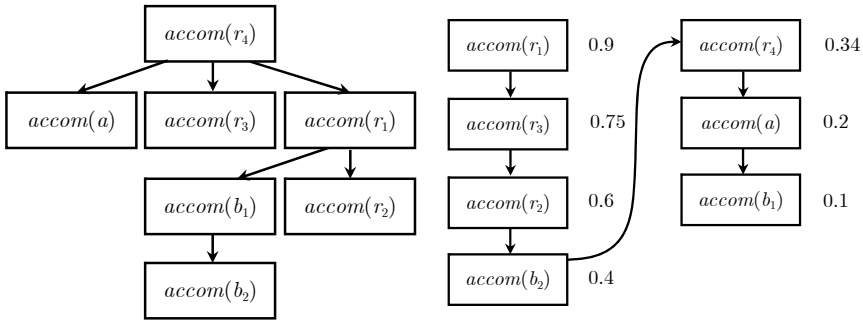 accom(r₄)
accom(a) accom(r₃) accom(r₁)
accom(b₁) accom(r₂)
accom(b₂)
accom(r₁) 0.9
accom(r₃) 0.75
accom(r₂) 0.6
accom(b₂) 0.4
accom(r₄) 0.34
accom(a) 0.2
accom(b₁) 0.1